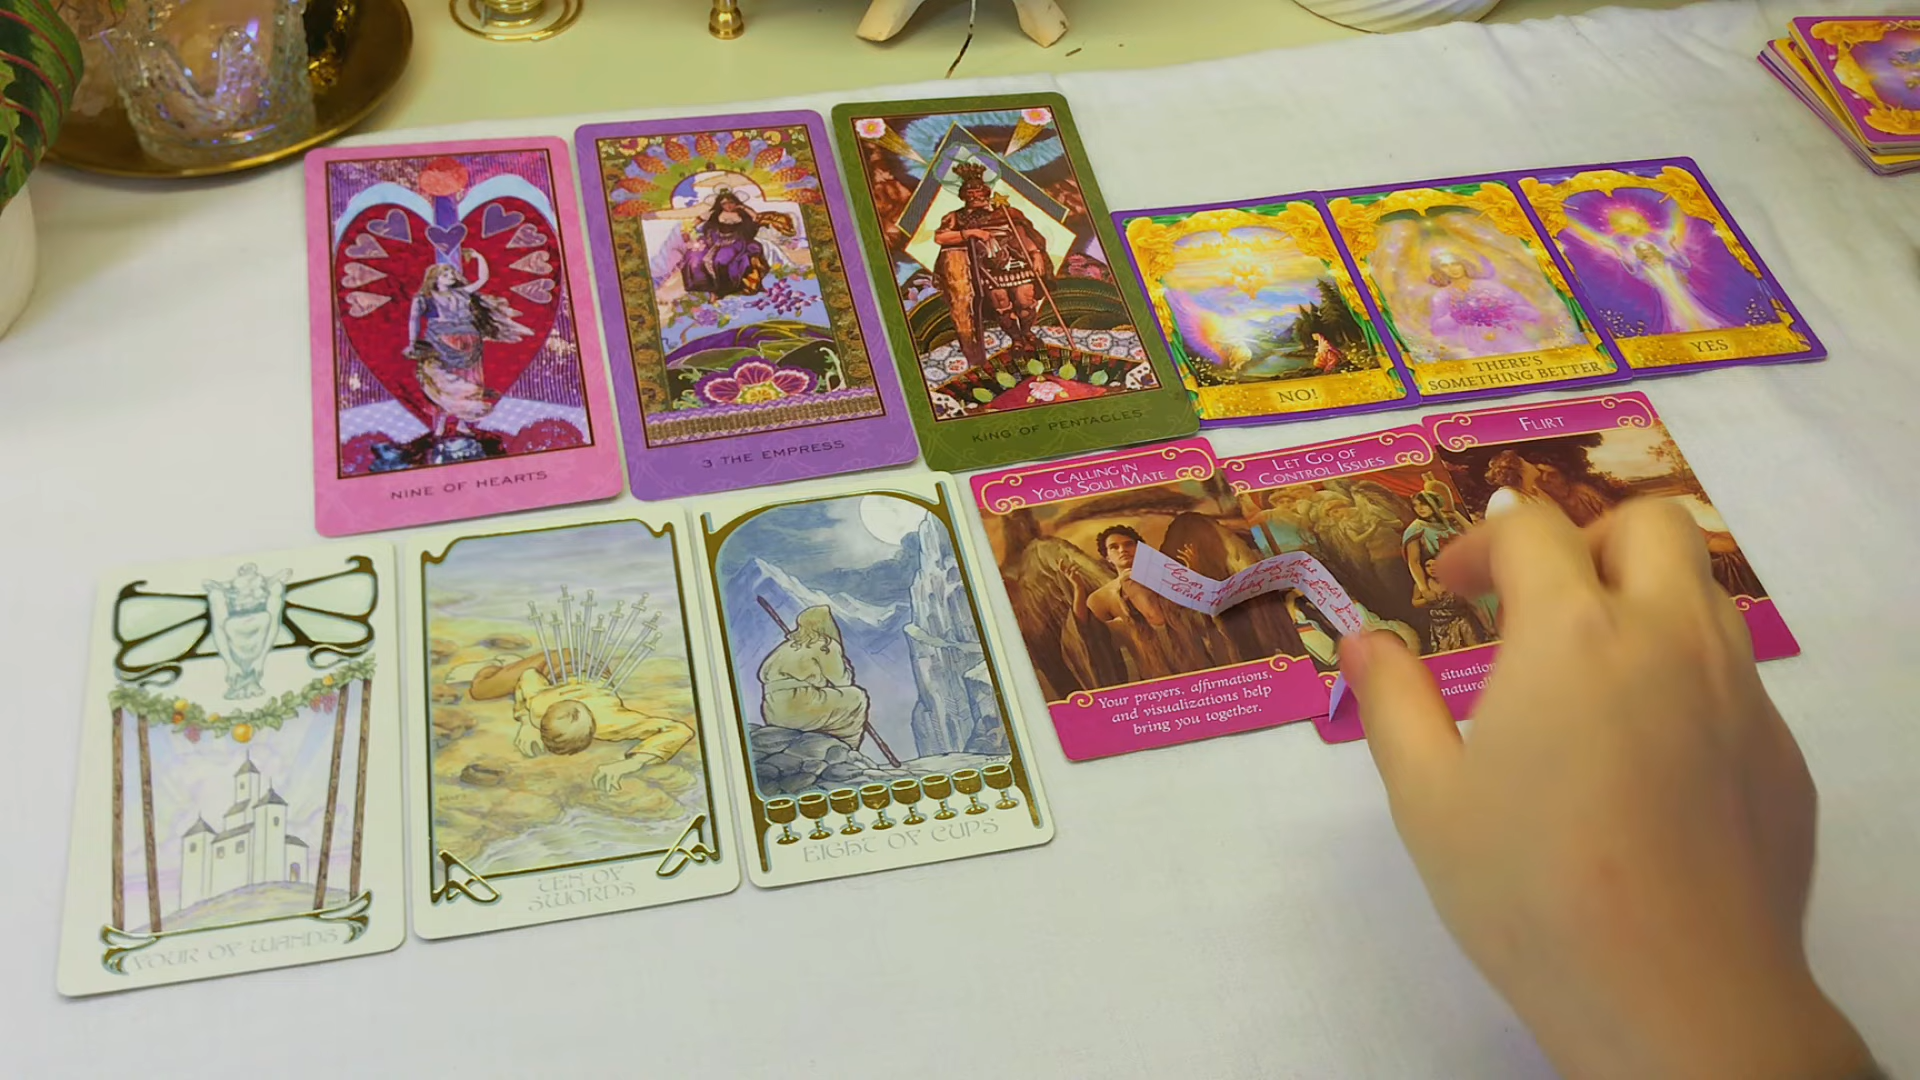 NINE OF HEARTS
3 THE EMPRESS
KING OF PENTACLES
NO!
THERE'S
SOMETHING BETTER
YES
FOUR OF WANDS
TEN OF
SWORDS
EIGHT OF CUPS
CALLING IN
YOUR SOUL MATE
Your prayers, affirmations,
and visualizations help
bring you together.
LET GO OF
CONTROL ISSUES
situation
natural
FLIRT